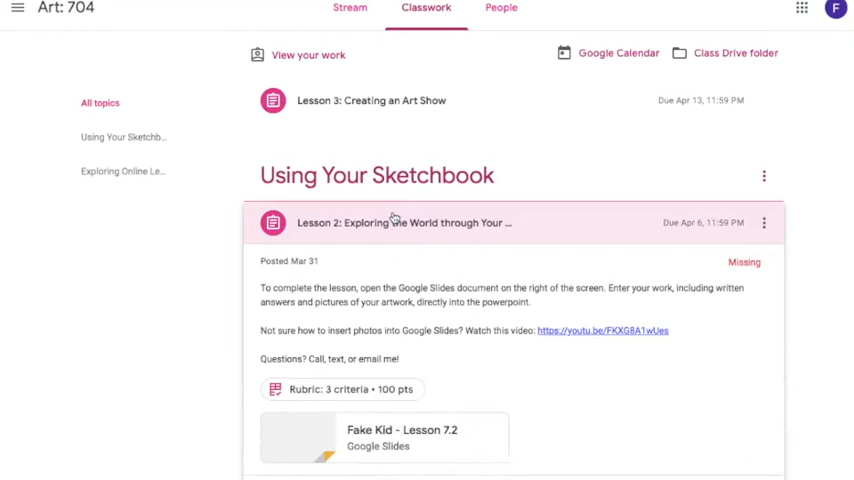 Art: 704
Stream
Classwork
People
F
View your work
Google Calendar
Class Drive folder
All topics
Using Your Sketchb...
Exploring Online Le...
Lesson 3: Creating an Art Show
Due Apr 13, 11:59 PM
Using Your Sketchbook
Lesson 2: Exploring the World through Your ...
Due Apr 6, 11:59 PM
Posted Mar 31
Missing
To complete the lesson, open the Google Slides document on the right of the screen. Enter your work, including written
answers and pictures of your artwork, directly into the powerpoint.
Not sure how to insert photos into Google Slides? Watch this video: https://youtu.be/FKXG8A1wUes
Questions? Call, text, or email me!
Rubric: 3 criteria • 100 pts
Fake Kid - Lesson 7.2
Google Slides